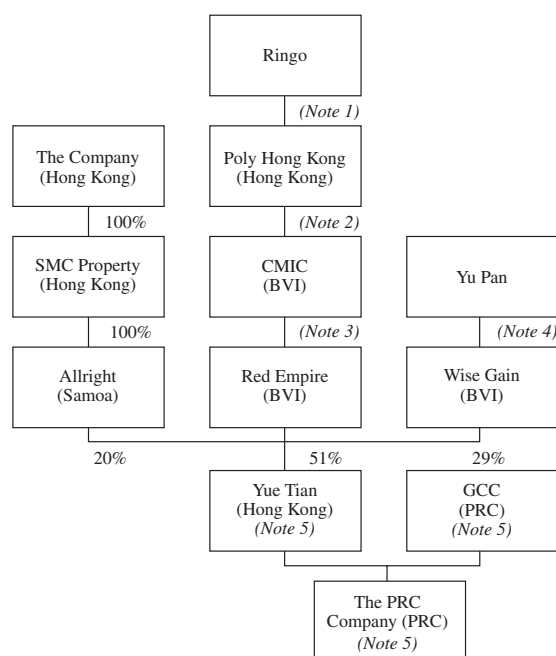 Ringo
(Note 1)
The Company
(Hong Kong)
Poly Hong Kong
(Hong Kong)
100%
(Note 2)
SMC Property
(Hong Kong)
CMIC
(BVI)
Yu Pan
100%
(Note 3)
(Note 4)
Allright
(Samoa)
Red Empire
(BVI)
Wise Gain
(BVI)
20%
51%
29%
Yue Tian
(Hong Kong)
(Note 5)
GCC
(PRC)
(Note 5)
The PRC
Company (PRC)
(Note 5)